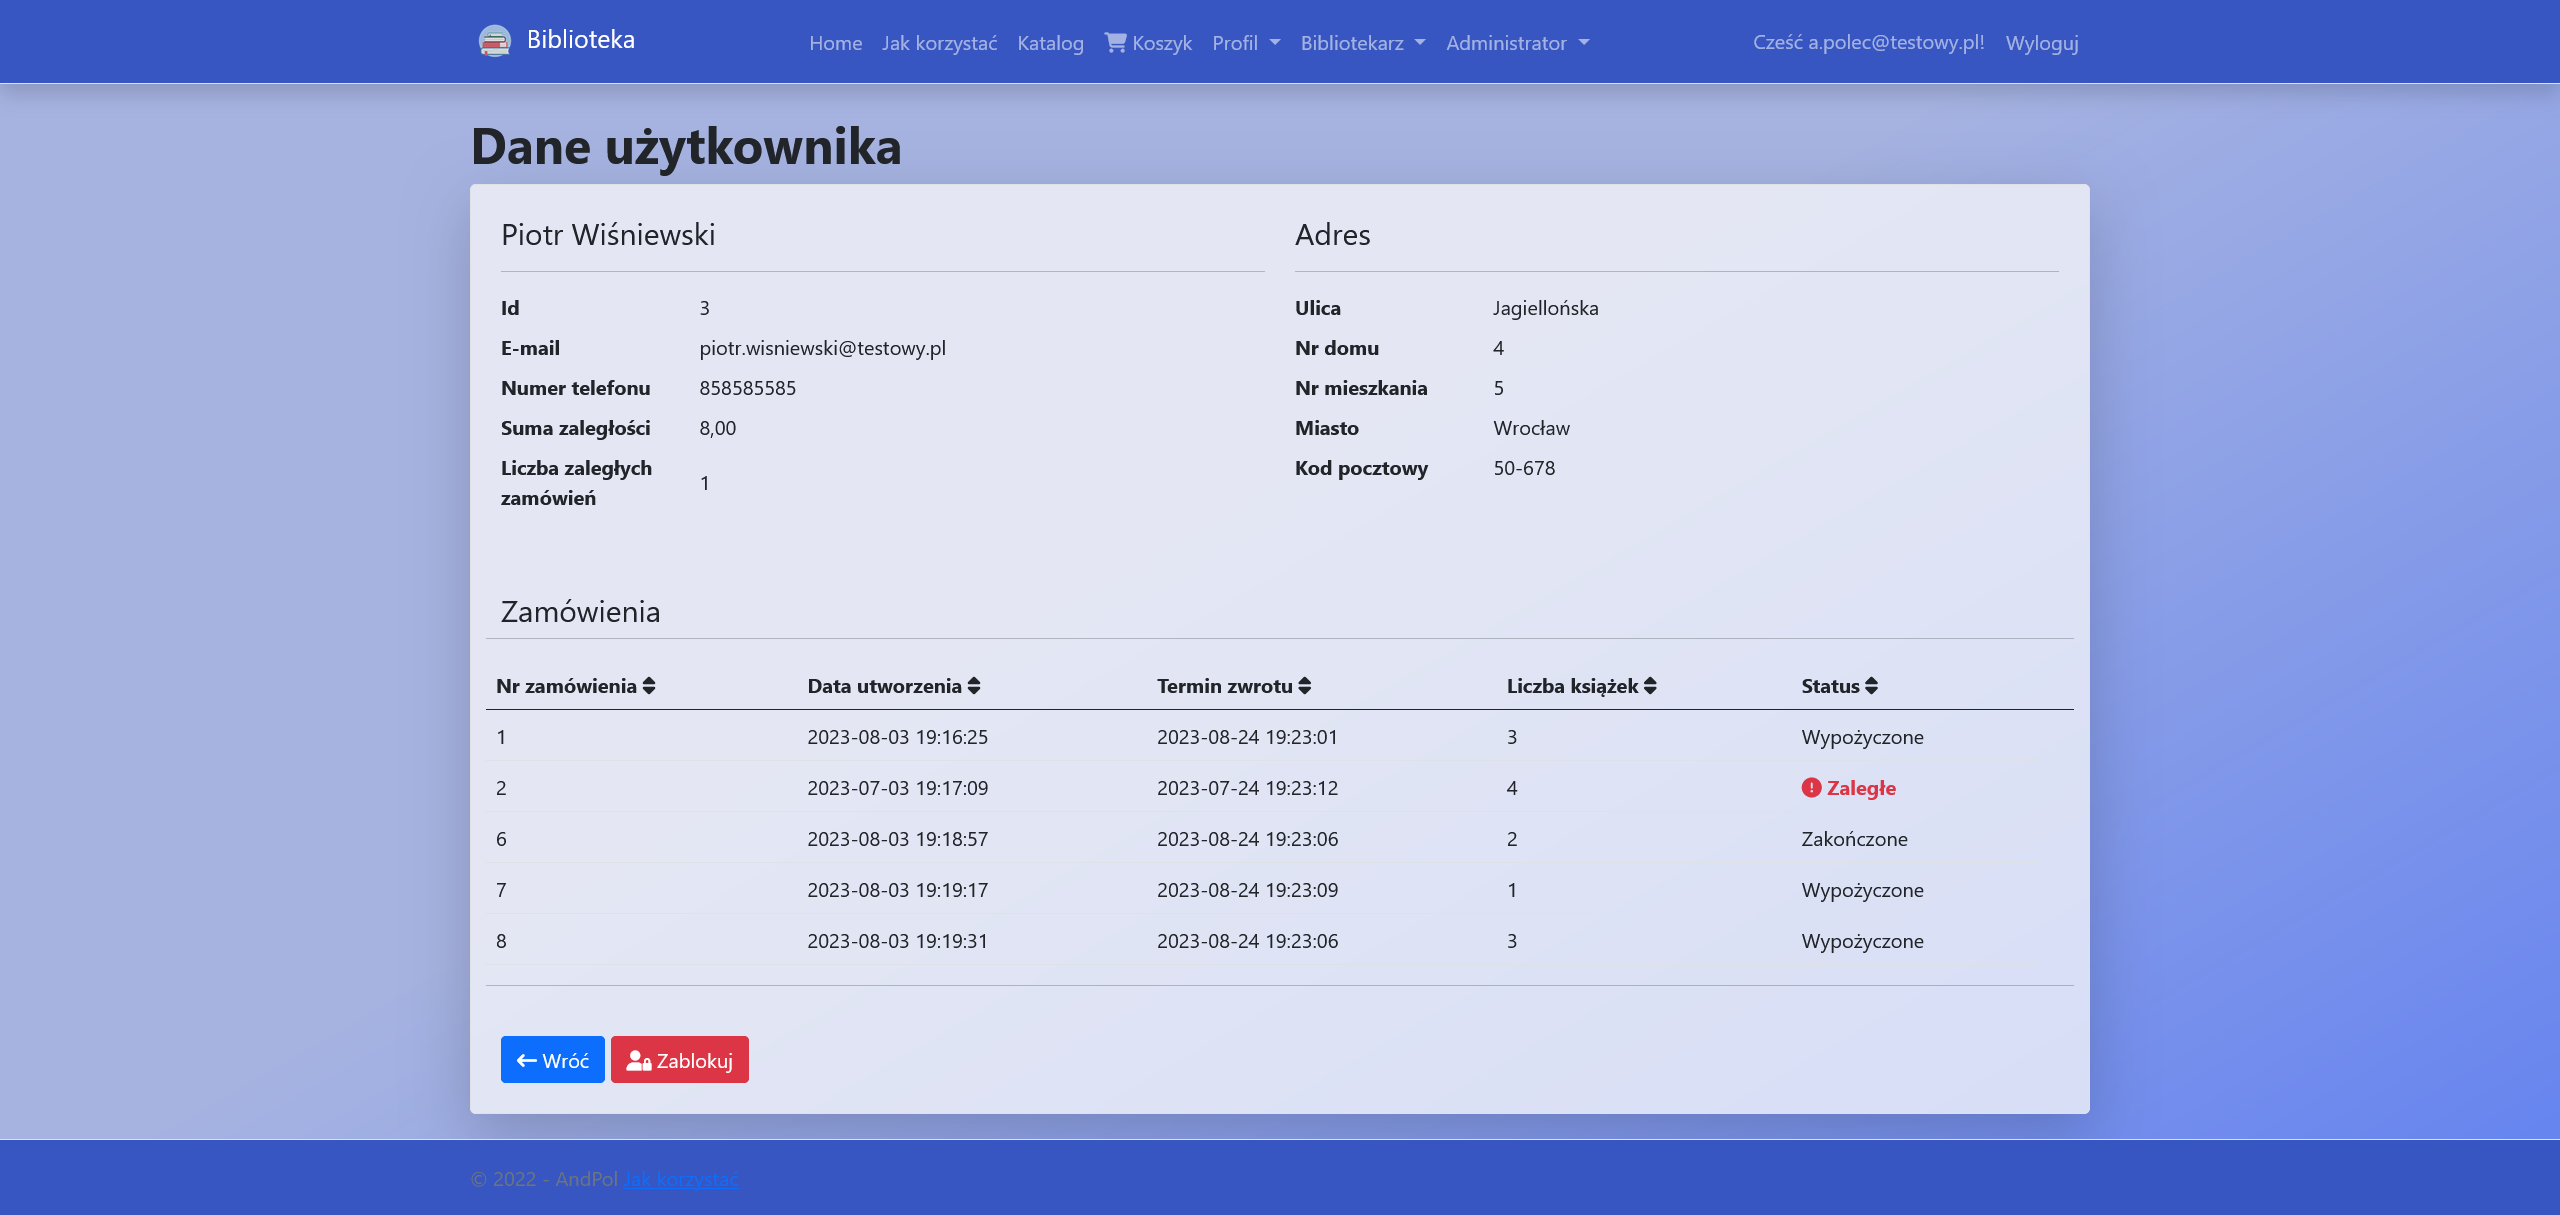 Biblioteka
Home Jak korzystać Katalog Koszyk Profil Bibliotekarz Administrator
Cześć a.polec@testowy.pl! Wyloguj
Dane użytkownika
Piotr Wiśniewski
Id 3
E-mail piotr.wisniewski@testowy.pl
Numer telefonu 858585585
Suma zaległości 8,00
Liczba zaległych
zamówień 1
Adres
Ulica Jagiellońska
Nr domu 4
Nr mieszkania 5
Miasto Wrocław
Kod pocztowy 50-678
Zamówienia
Nr zamówienia Data utworzenia Termin zwrotu Liczba książek Status
1 2023-08-03 19:16:25 2023-08-24 19:23:01 3 Wypożyczone
2 2023-07-03 19:17:09 2023-07-24 19:23:12 4 Zaległe
6 2023-08-03 19:18:57 2023-08-24 19:23:06 2 Zakończone
7 2023-08-03 19:19:17 2023-08-24 19:23:09 1 Wypożyczone
8 2023-08-03 19:19:31 2023-08-24 19:23:06 3 Wypożyczone
Wróć Zablokuj
© 2022 - AndPol Jak korzystać